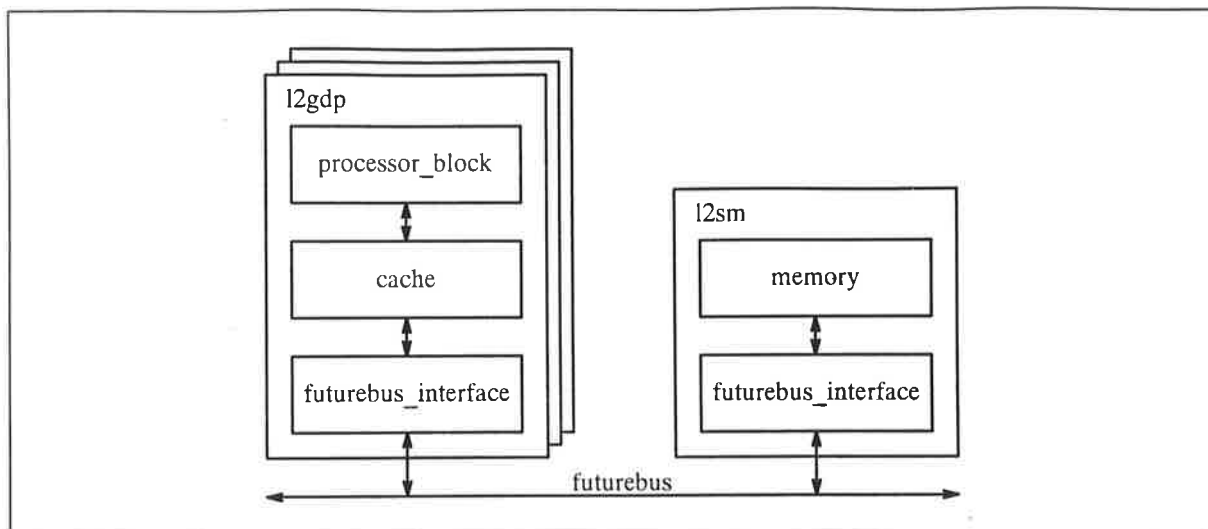 l2gdp
processor_block
cache
futurebus_interface
l2sm
memory
futurebus_interface
futurebus